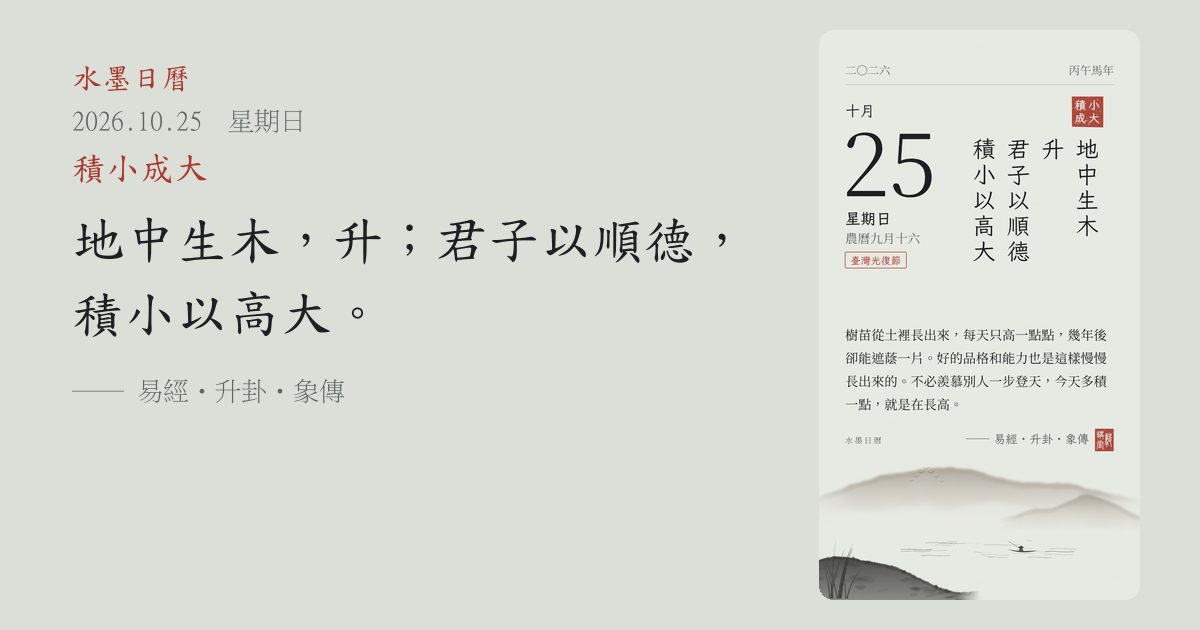 水墨日曆
2026.10.25　星期日
積小成大
地中生木，升；君子以順德，
積小以高大。
—— 易經・升卦・象傳
二〇二六
丙午馬年
十月
25
星期日
農曆九月十六
臺灣光復節
小大
積成
地中生木
升
君子以順德
積小以高大
樹苗從土裡長出來，每天只高一點點，幾年後
卻能遮蔭一片。好的品格和能力也是這樣慢慢
長出來的。不必羨慕別人一步登天，今天多積
一點，就是在長高。
水墨日曆
—— 易經・升卦・象傳